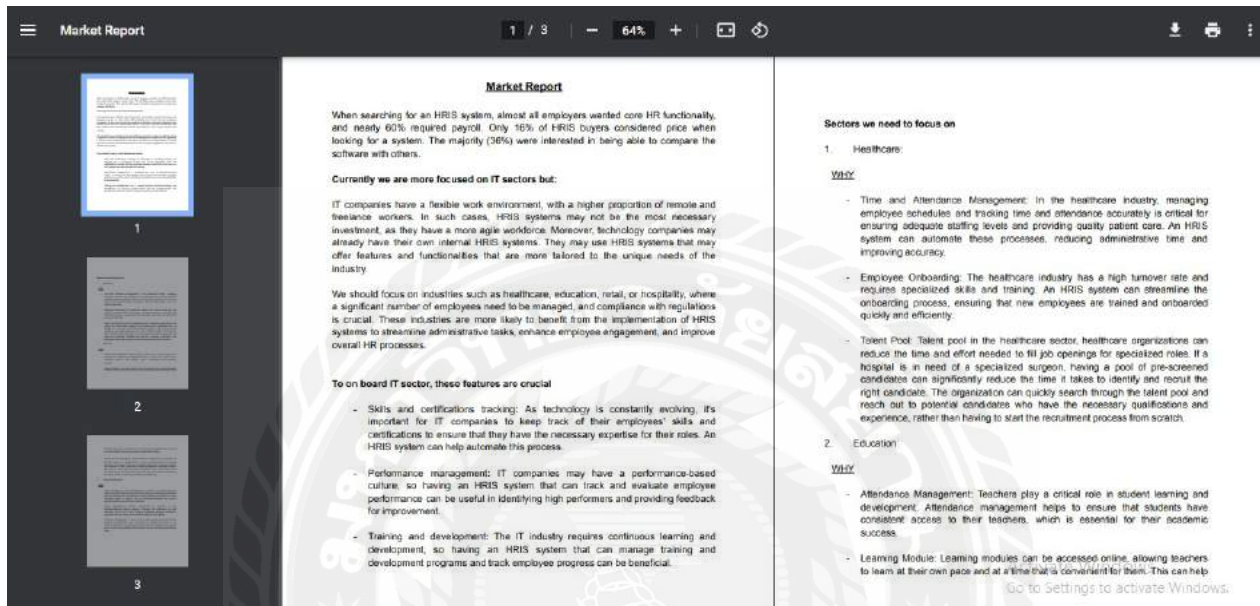 Market Report
1 / 3
64%
1
2
3
Market Report
When searching for an HRIS system, almost all employers wanted core HR functionality,
and nearly 60% required payroll. Only 16% of HRIS buyers considered price when
looking for a system. The majority (36%) were interested in being able to compare the
software with others.
Currently we are more focused on IT sectors but:
IT companies have a flexible work environment, with a higher proportion of remote and
freelance workers. In such cases, HRIS systems may not be the most necessary
investment, as they have a more agile workforce. Moreover, technology companies may
already have their own internal HRIS systems. They may use HRIS systems that may
offer features and functionalities that are more tailored to the unique needs of the
industry.
We should focus on industries such as healthcare, education, retail, or hospitality, where
a significant number of employees need to be managed, and compliance with regulations
is crucial. These industries are more likely to benefit from the implementation of HRIS
systems to streamline administrative tasks, enhance employee engagement, and improve
overall HR processes.
To on board IT sector, these features are crucial
- Skills and certifications tracking: As technology is constantly evolving, it's
important for IT companies to keep track of their employees' skills and
certifications to ensure that they have the necessary expertise for their roles. An
HRIS system can help automate this process.
- Performance management: IT companies may have a performance-based
culture, so having an HRIS system that can track and evaluate employee
performance can be useful in identifying high performers and providing feedback
for improvement.
- Training and development: The IT industry requires continuous learning and
development, so having an HRIS system that can manage training and
development programs and track employee progress can be beneficial.
Sectors we need to focus on
1. Healthcare:
WHY
- Time and Attendance Management: In the healthcare industry, managing
employee schedules and tracking time and attendance accurately is critical for
ensuring adequate staffing levels and providing quality patient care. An HRIS
system can automate these processes, reducing administrative time and
improving accuracy.
- Employee Onboarding: The healthcare industry has a high turnover rate and
requires specialized skills and training. An HRIS system can streamline the
onboarding process, ensuring that new employees are trained and onboarded
quickly and efficiently.
- Talent Pool: Talent pool in the healthcare sector, healthcare organizations can
reduce the time and effort needed to fill job openings for specialized roles. If a
hospital is in need of a specialized surgeon, having a pool of pre-screened
candidates can significantly reduce the time it takes to identify and recruit the
right candidate. The organization can quickly search through the talent pool and
reach out to potential candidates who have the necessary qualifications and
experience, rather than having to start the recruitment process from scratch.
2. Education
WHY
- Attendance Management: Teachers play a critical role in student learning and
development. Attendance management helps to ensure that students have
consistent access to their teachers, which is essential for their academic
success.
- Learning Module: Learning modules can be accessed online, allowing teachers
to learn at their own pace and at a time that is convenient for them. This can help
Activate Windows
Go to Settings to activate Windows.